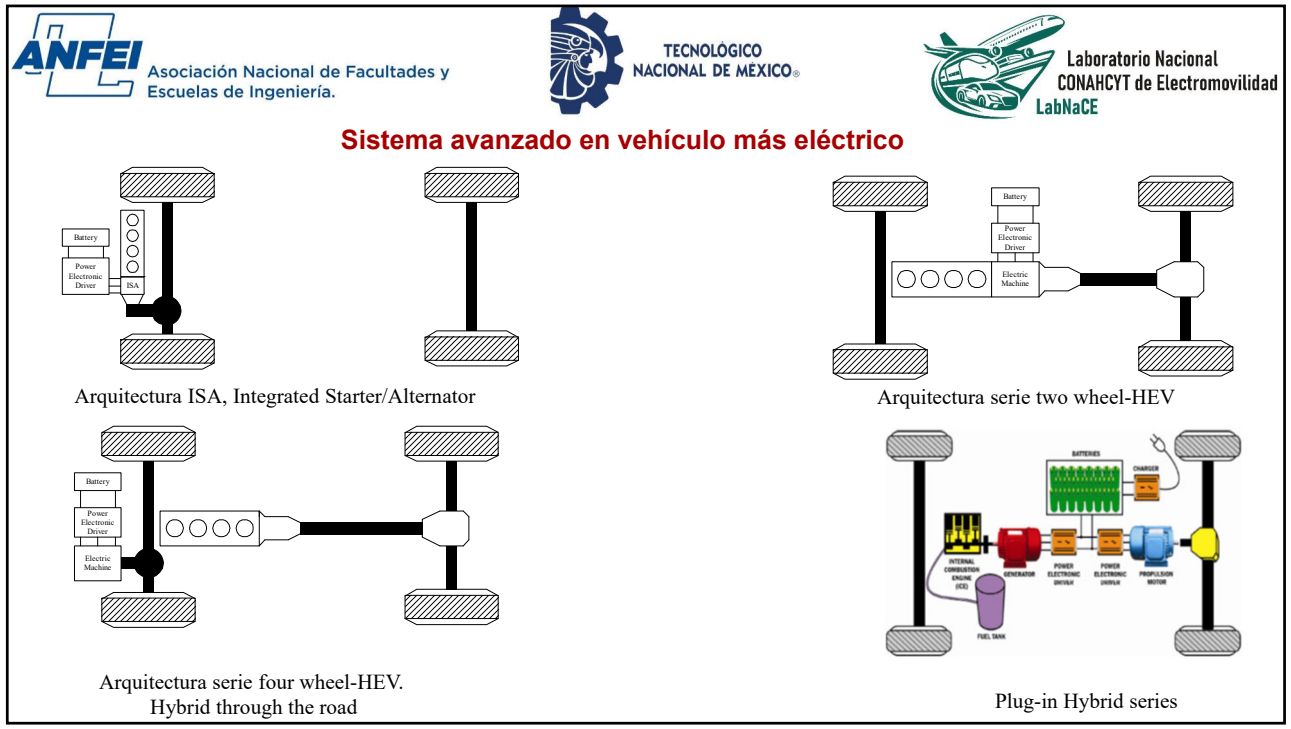 ANFEI
Asociación Nacional de Facultades y
Escuelas de Ingeniería.
TECNOLÓGICO
NACIONAL DE MÉXICO®
Laboratorio Nacional
CONAHCYT de Electromovilidad
LabNaCE
Sistema avanzado en vehículo más eléctrico
Battery
Power
Electronic
Driver
ISA
Arquitectura ISA, Integrated Starter/Alternator
Battery
Power
Electronic
Driver
Electric
Machine
Arquitectura serie two wheel-HEV
Battery
Power
Electronic
Driver
Electric
Machine
Arquitectura serie four wheel-HEV.
Hybrid through the road
BATTERIES
CHARGER
INTERNAL
COMBUSTION
ENGINE
(ICE)
GENERATOR
POWER
ELECTRONIC
DRIVER
POWER
ELECTRONIC
DRIVER
PROPULSION
MOTOR
FUEL TANK
Plug-in Hybrid series